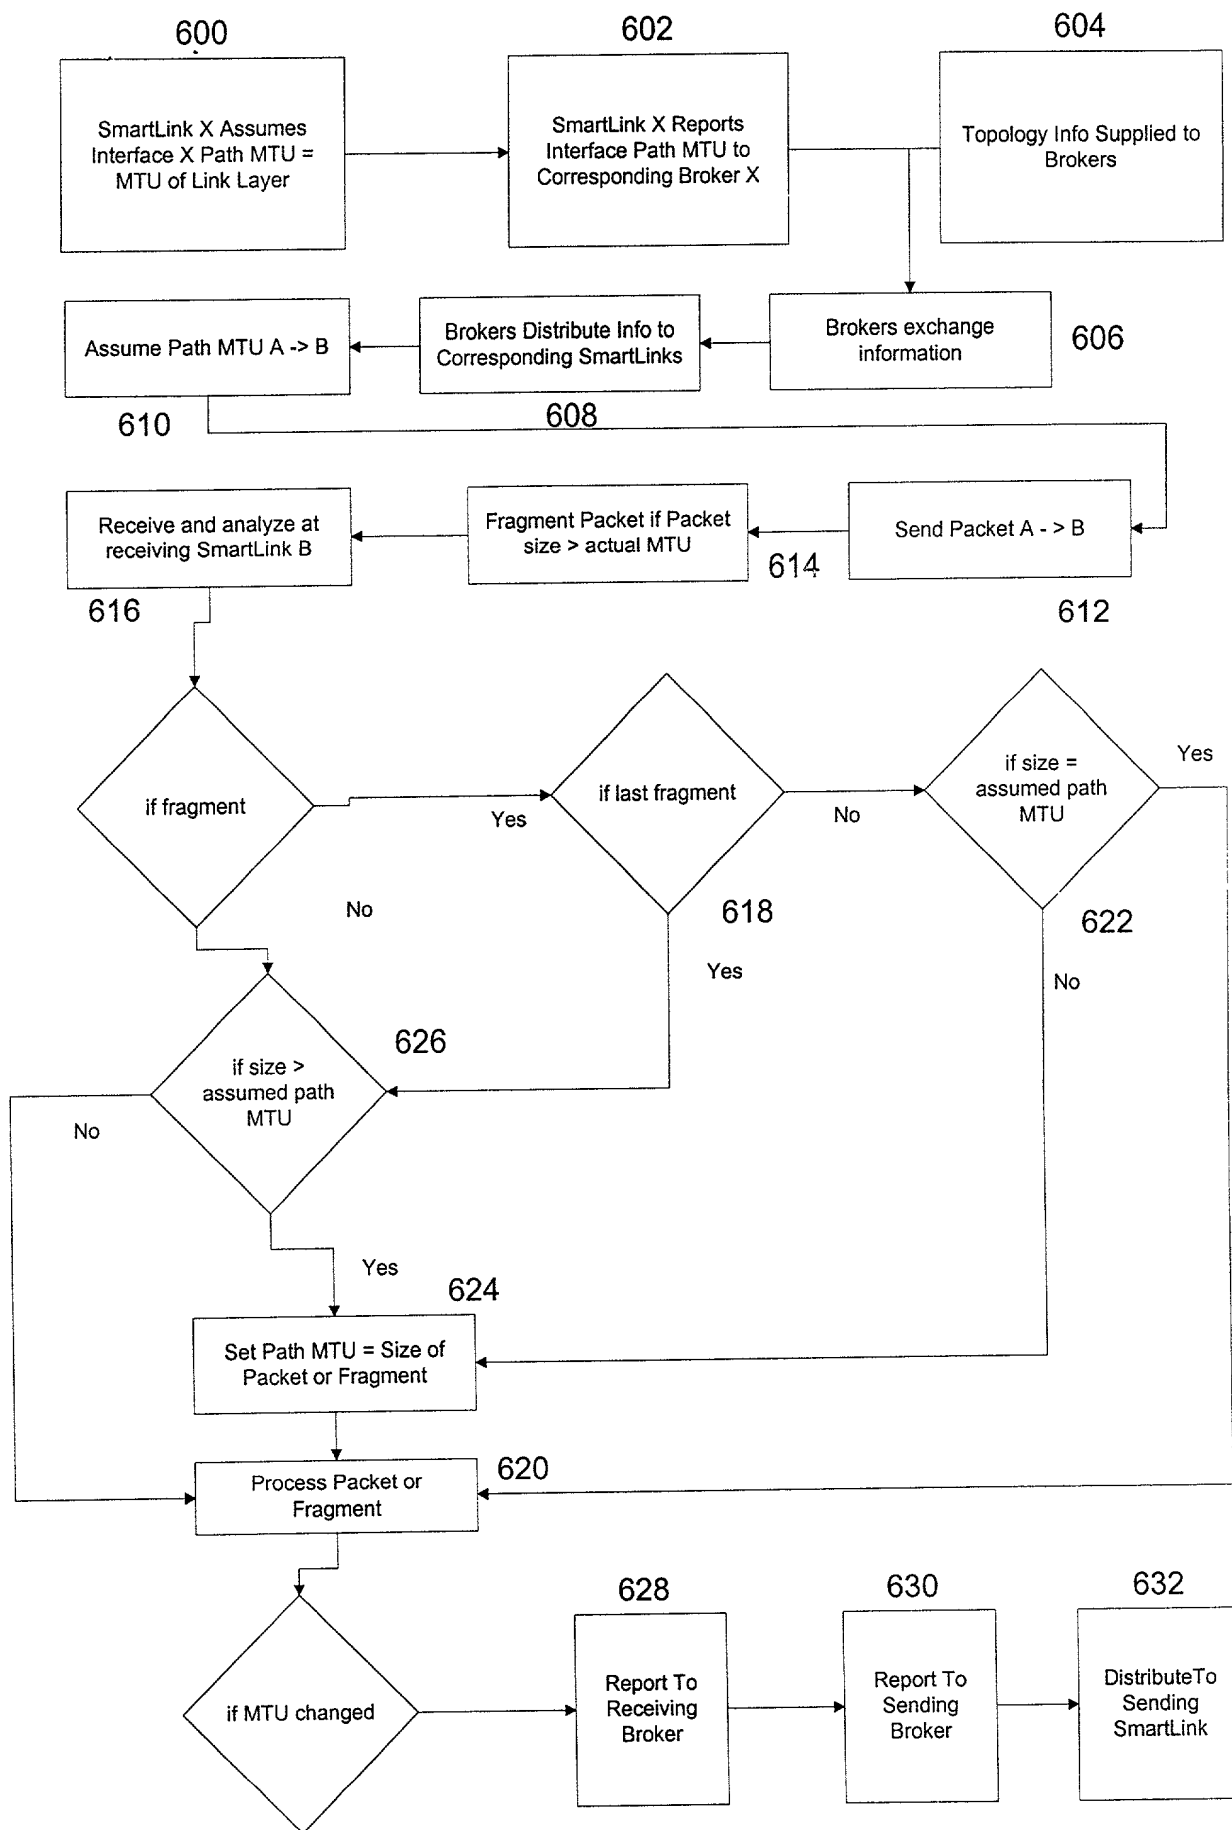 600
602
604
SmartLink X Assumes
Interface X Path MTU =
MTU of Link Layer
SmartLink X Reports
Interface Path MTU to
Corresponding Broker X
Topology Info Supplied to
Brokers
Assume Path MTU A -> B
Brokers Distribute Info to
Corresponding SmartLinks
Brokers exchange
information
606
610
608
Receive and analyze at
receiving SmartLink B
Fragment Packet if Packet
size > actual MTU
Send Packet A - > B
614
616
612
if fragment
Yes
if last fragment
No
if size =
assumed path
MTU
Yes
No
618
622
Yes
No
if size >
assumed path
MTU
626
No
Yes
624
Set Path MTU = Size of
Packet or Fragment
Process Packet or
Fragment
620
if MTU changed
628
630
632
Report To
Receiving
Broker
Report To
Sending
Broker
DistributeTo
Sending
SmartLink